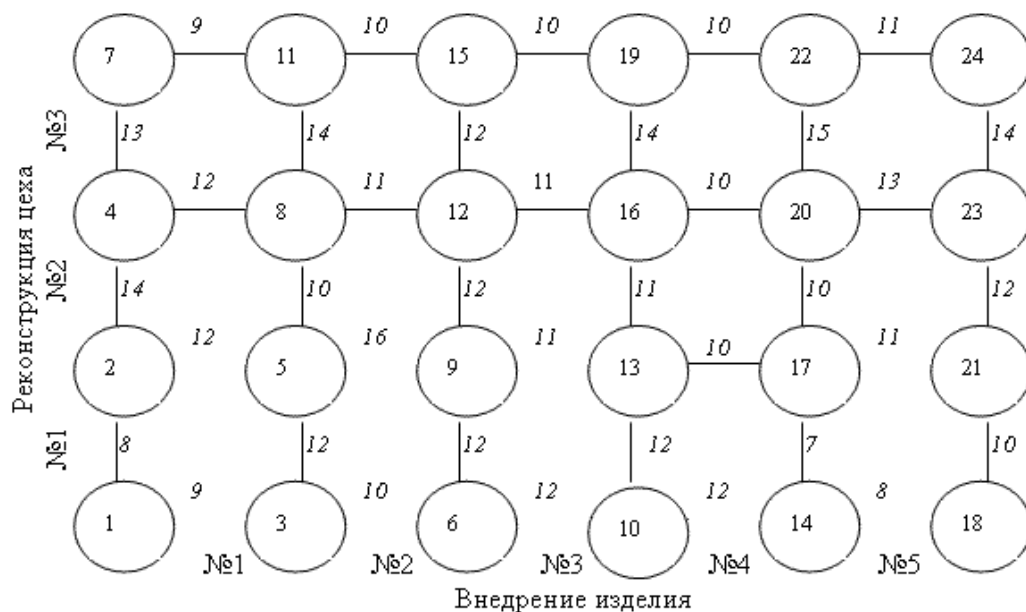 9 10 10 10 11
7 11 15 19 22 24
№3
13 14 12 14 15 14
12 11 11 10 13
4 8 12 16 20 23
Реконструкция цеха
№2
14 10 12 11 10 12
12 16 11 10 11
2 5 9 13 17 21
№1
8 12 12 12 7 10
9 10 12 12 8
1 3 6 10 14 18
№1 №2 №3 №4 №5
Внедрение изделия